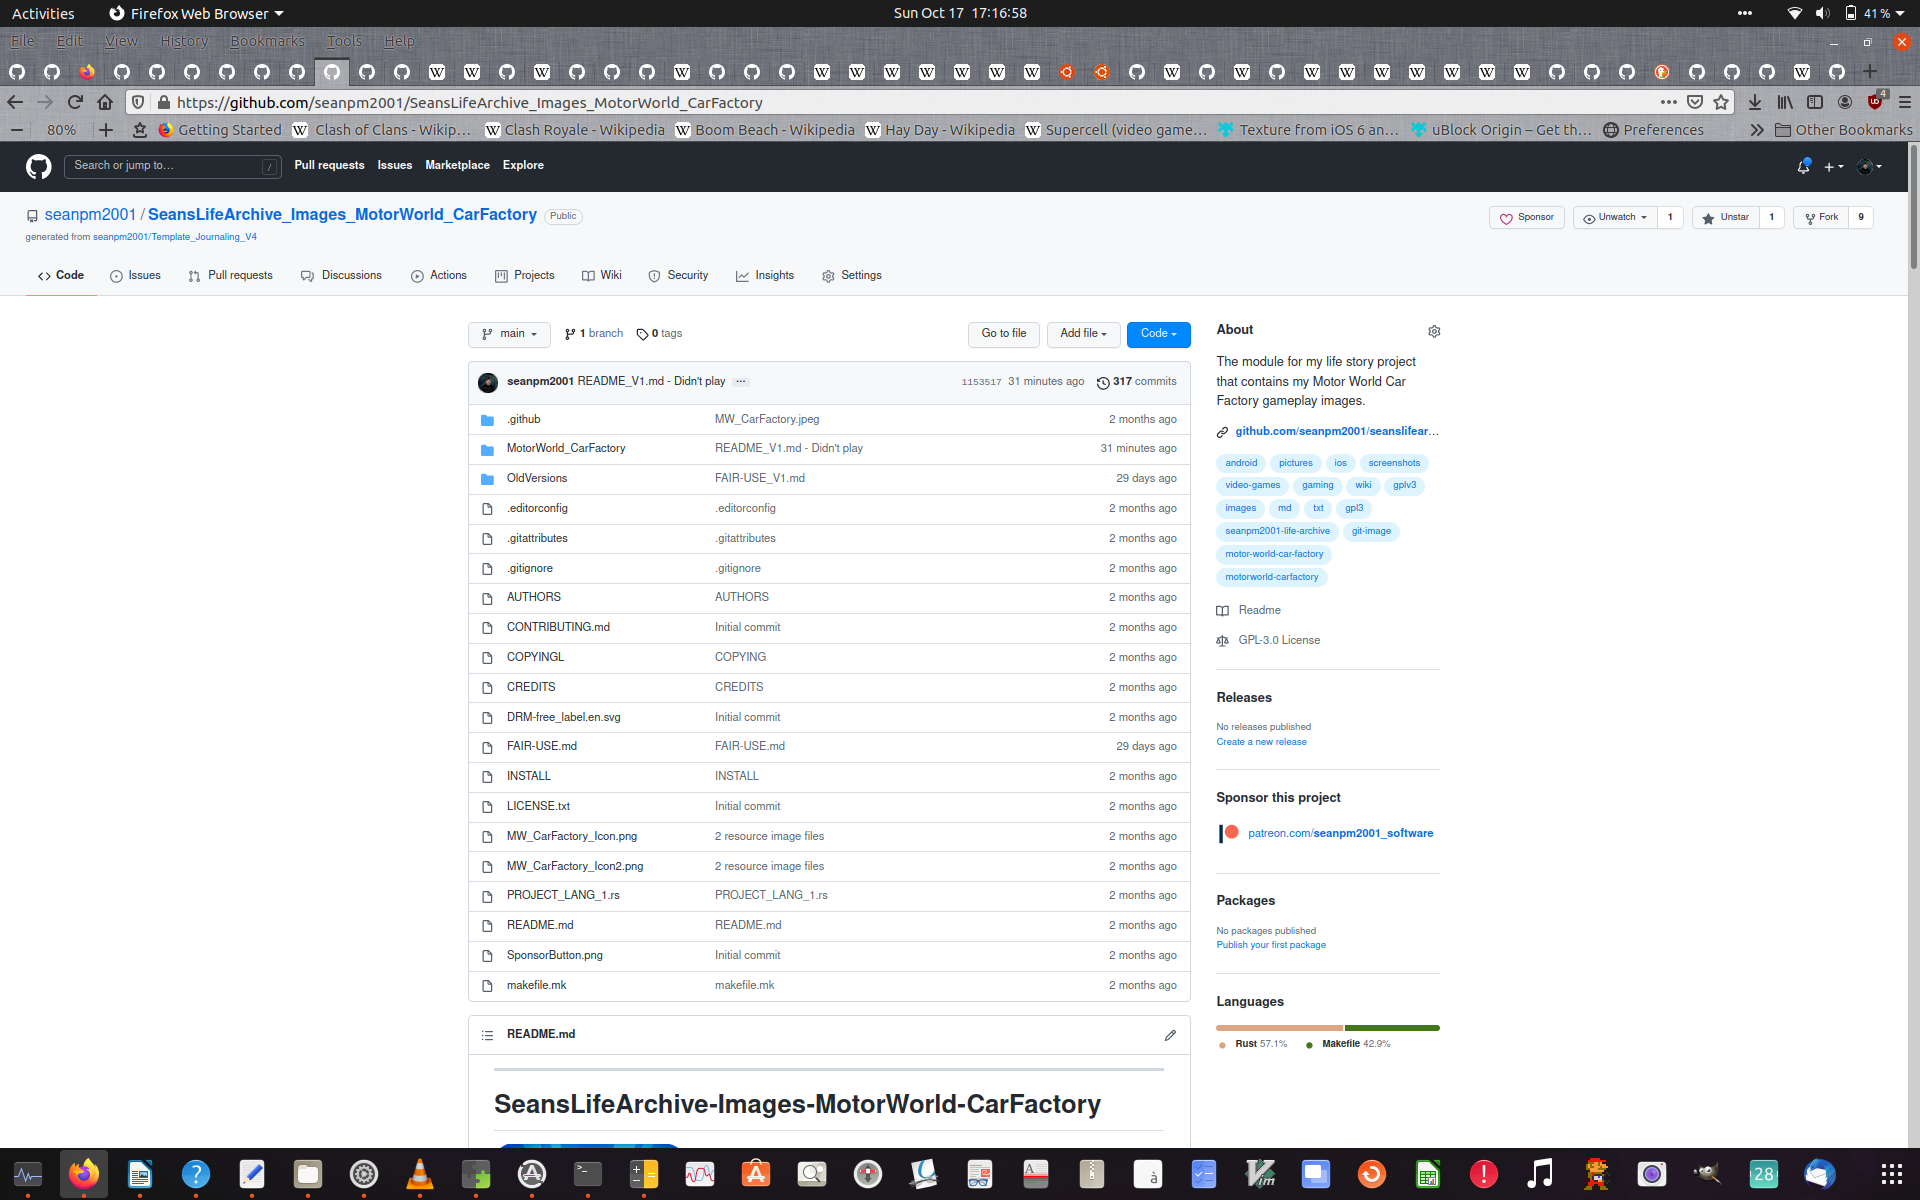 Activities Firefox Web Browser Sun Oct 17 17:16:58 41%
File Edit View History Bookmarks Tools Help
https://github.com/seanpm2001/SeansLifeArchive_Images_MotorWorld_CarFactory 4
80% Getting Started Clash of Clans - Wikip... Clash Royale - Wikipedia Boom Beach - Wikipedia Hay Day - Wikipedia Supercell (video game... Texture from iOS 6 an... uBlock Origin – Get th... Preferences Other Bookmarks
Search or jump to... / Pull requests Issues Marketplace Explore
seanpm2001 / SeansLifeArchive_Images_MotorWorld_CarFactory Public Sponsor Unwatch 1 Unstar 1 Fork 9
generated from seanpm2001/Template_Journaling_V4
Code Issues Pull requests Discussions Actions Projects Wiki Security Insights Settings
main 1 branch 0 tags Go to file Add file Code
seanpm2001 README_V1.md - Didn't play ... 1153517 31 minutes ago 317 commits
.github MW_CarFactory.jpeg 2 months ago
MotorWorld_CarFactory README_V1.md - Didn't play 31 minutes ago
OldVersions FAIR-USE_V1.md 29 days ago
.editorconfig .editorconfig 2 months ago
.gitattributes .gitattributes 2 months ago
.gitignore .gitignore 2 months ago
AUTHORS AUTHORS 2 months ago
CONTRIBUTING.md Initial commit 2 months ago
COPYINGL COPYING 2 months ago
CREDITS CREDITS 2 months ago
DRM-free_label.en.svg Initial commit 2 months ago
FAIR-USE.md FAIR-USE.md 29 days ago
INSTALL INSTALL 2 months ago
LICENSE.txt Initial commit 2 months ago
MW_CarFactory_Icon.png 2 resource image files 2 months ago
MW_CarFactory_Icon2.png 2 resource image files 2 months ago
PROJECT_LANG_1.rs PROJECT_LANG_1.rs 2 months ago
README.md README.md 2 months ago
SponsorButton.png Initial commit 2 months ago
makefile.mk makefile.mk 2 months ago
README.md
SeansLifeArchive-Images-MotorWorld-CarFactory
About
The module for my life story project
that contains my Motor World Car
Factory gameplay images.
github.com/seanpm2001/seanslifear...
android pictures ios screenshots
video-games gaming wiki gplv3
images md txt gpl3
seanpm2001-life-archive git-image
motor-world-car-factory
motorworld-carfactory
Readme
GPL-3.0 License
Releases
No releases published
Create a new release
Sponsor this project
patreon.com/seanpm2001_software
Packages
No packages published
Publish your first package
Languages
Rust 57.1% Makefile 42.9%
28